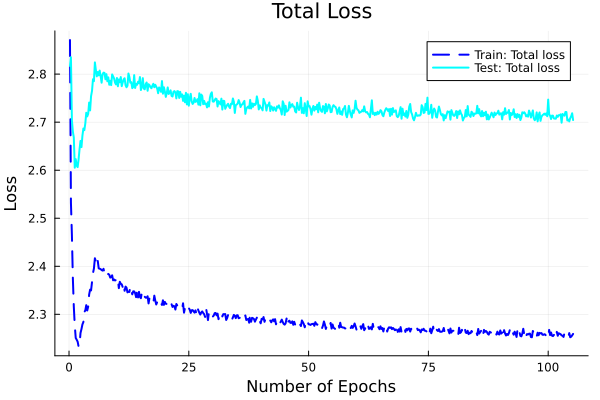 Total Loss
Train: Total loss
Test: Total loss
Loss
2.8
2.7
2.6
2.5
2.4
2.3
0 25 50 75 100
Number of Epochs